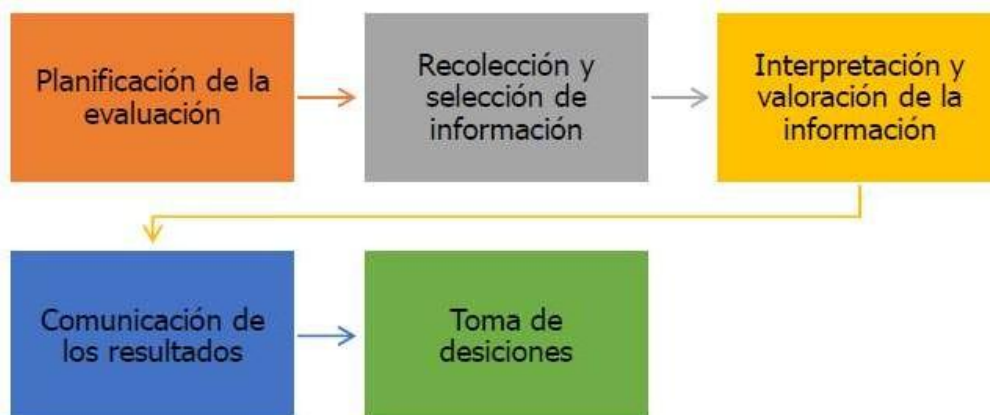 Planificación de la
evaluación
Recolección y
selección de
información
Interpretación y
valoración de la
información
Comunicación de
los resultados
Toma de
desiciones